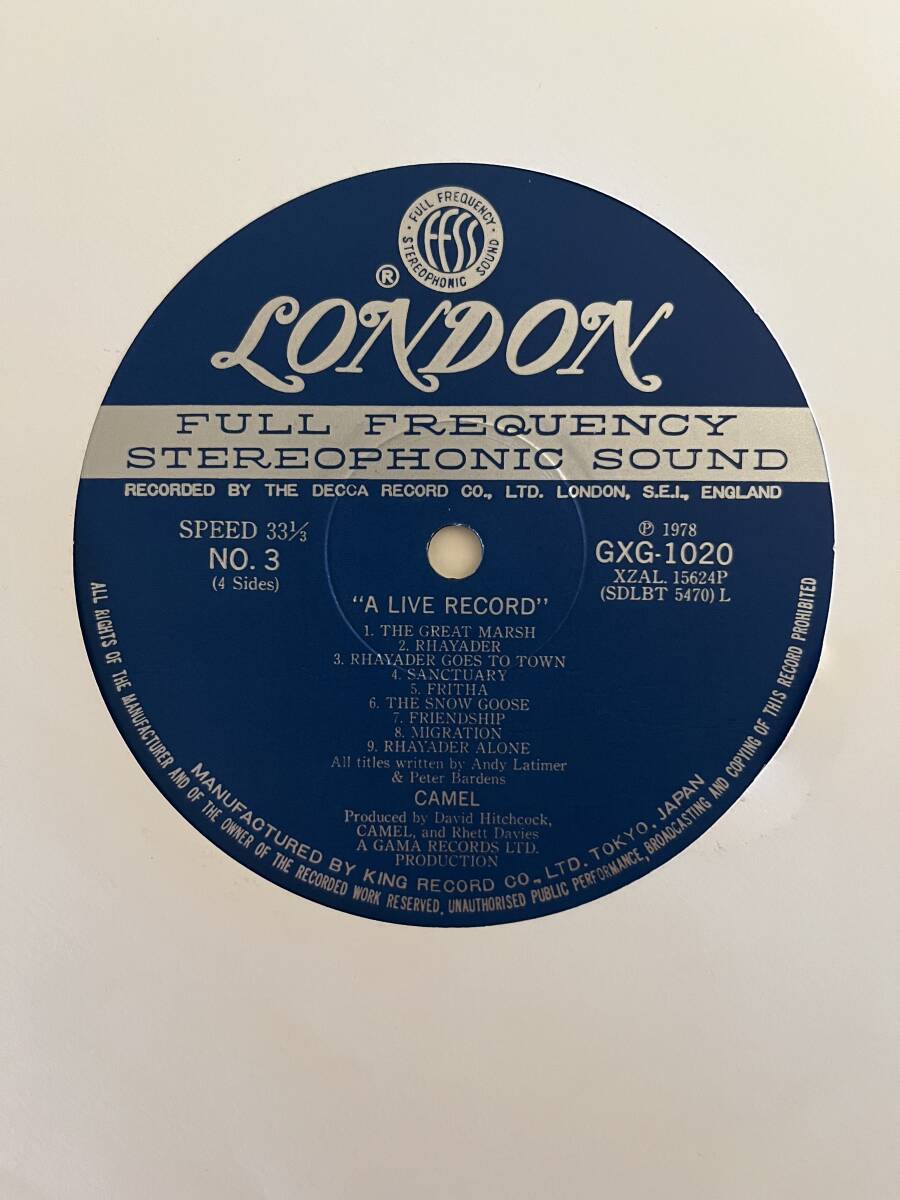 · FULL FREQUENCY · STEREOPHONIC SOUND
FFSS
® LONDON
FULL FREQUENCY
STEREOPHONIC SOUND
RECORDED BY THE DECCA RECORD CO., LTD. LONDON, S.E.I., ENGLAND
SPEED 33⅓
NO. 3
(4 Sides)
Ⓟ 1978
GXG-1020
XZAL. 15624P
(SDLBT 5470) L
"A LIVE RECORD"
1. THE GREAT MARSH
2. RHAYADER
3. RHAYADER GOES TO TOWN
4. SANCTUARY
5. FRITHA
6. THE SNOW GOOSE
7. FRIENDSHIP
8. MIGRATION
9. RHAYADER ALONE
All titles written by Andy Latimer
& Peter Bardens
CAMEL
Produced by David Hitchcock,
CAMEL, and Rhett Davies
A GAMA RECORDS LTD.
PRODUCTION
MANUFACTURED BY KING RECORD CO., LTD. TOKYO, JAPAN
ALL RIGHTS OF THE MANUFACTURER AND OF THE OWNER OF THE RECORDED WORK RESERVED. UNAUTHORISED PUBLIC PERFORMANCE, BROADCASTING AND COPYING OF THIS RECORD PROHIBITED